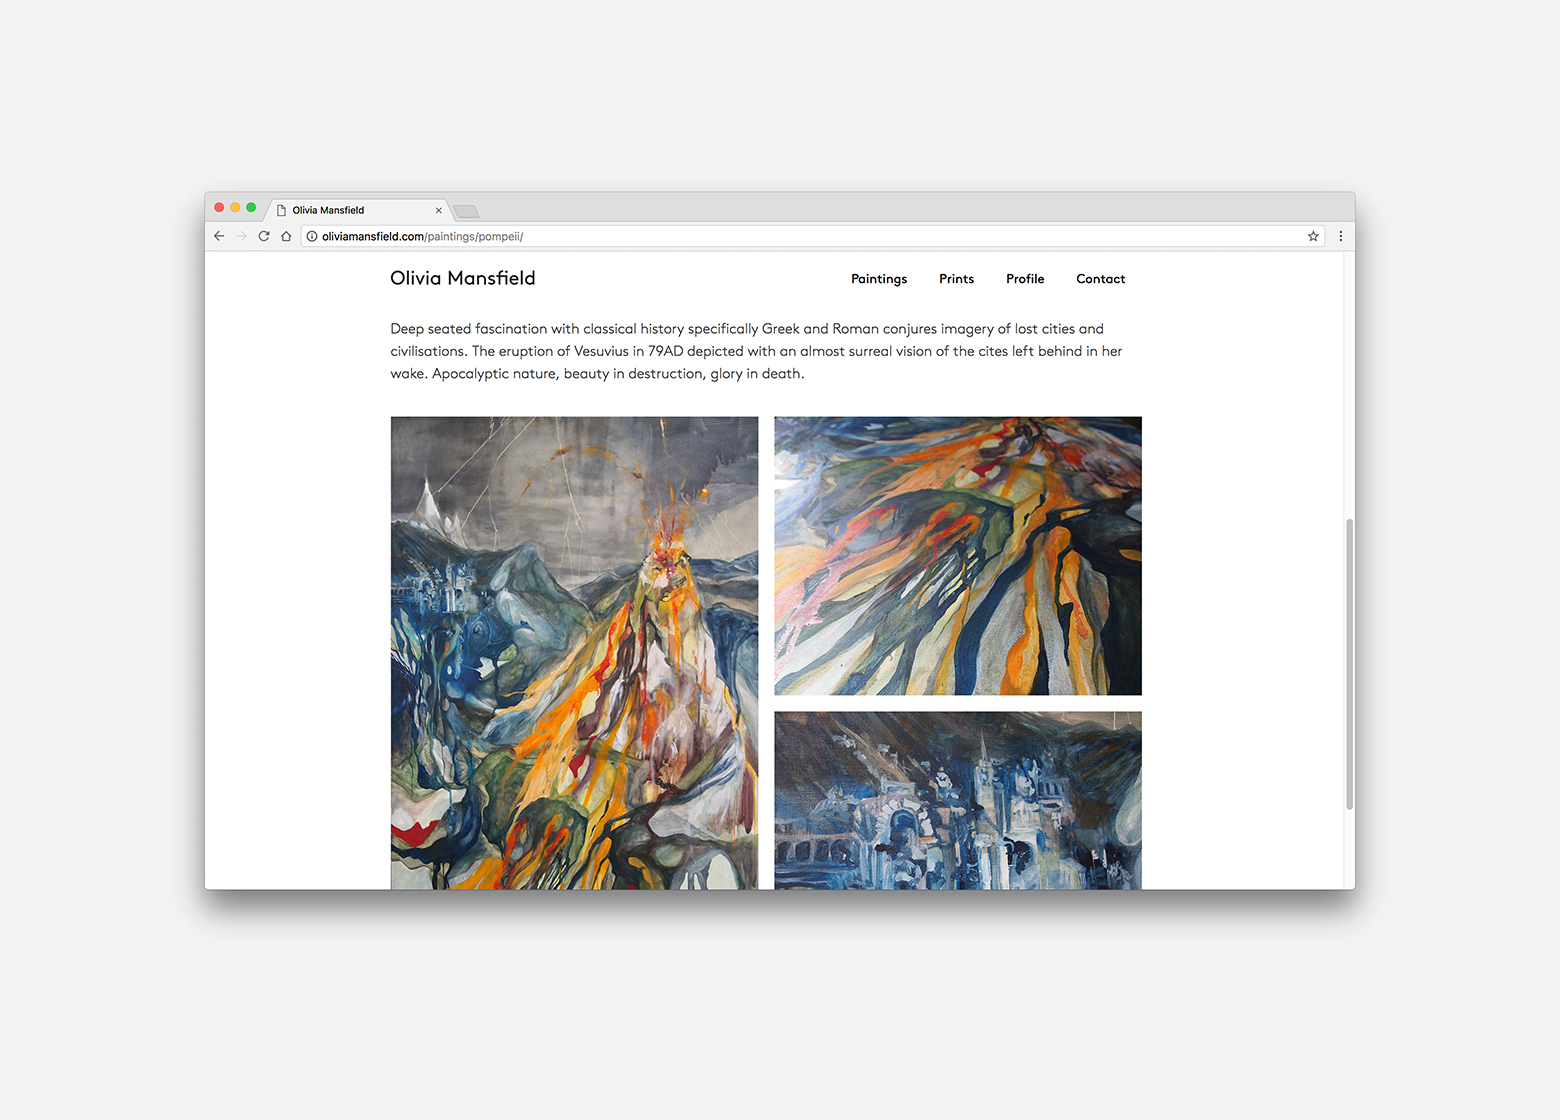 Olivia Mansfield
oliviamansfield.com/paintings/pompeii/
Olivia Mansfield
Paintings Prints Profile Contact
Deep seated fascination with classical history specifically Greek and Roman conjures imagery of lost cities and
civilisations. The eruption of Vesuvius in 79AD depicted with an almost surreal vision of the cites left behind in her
wake. Apocalyptic nature, beauty in destruction, glory in death.